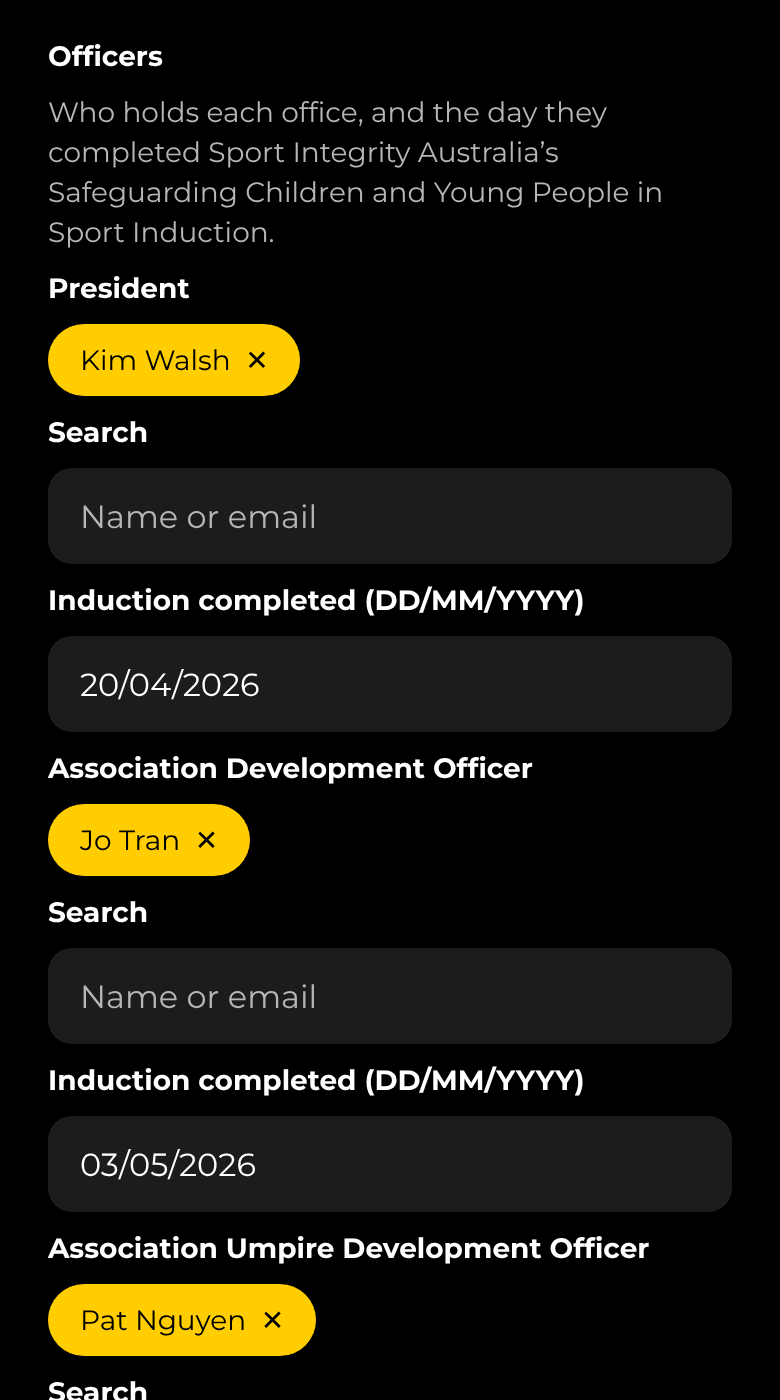 Officers
Who holds each office, and the day they
completed Sport Integrity Australia’s
Safeguarding Children and Young People in
Sport Induction.
President
Kim Walsh ✕
Search
Name or email
Induction completed (DD/MM/YYYY)
20/04/2026
Association Development Officer
Jo Tran ✕
Search
Name or email
Induction completed (DD/MM/YYYY)
03/05/2026
Association Umpire Development Officer
Pat Nguyen ✕
Search